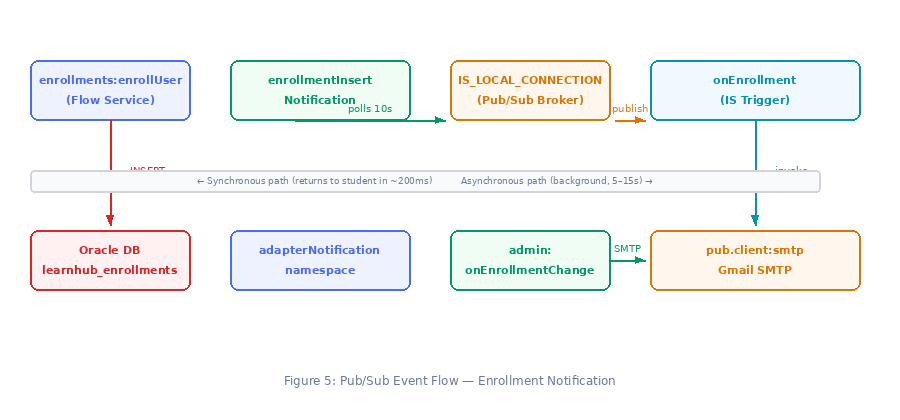 enrollments:enrollUser
(Flow Service)
enrollmentInsert
Notification
polls 10s
IS_LOCAL_CONNECTION
(Pub/Sub Broker)
publish
onEnrollment
(IS Trigger)
INSERT
invoke
← Synchronous path (returns to student in ~200ms)
Asynchronous path (background, 5–15s) →
Oracle DB
learnhub_enrollments
adapterNotification
namespace
admin:
onEnrollmentChange
SMTP
pub.client:smtp
Gmail SMTP
Figure 5: Pub/Sub Event Flow — Enrollment Notification